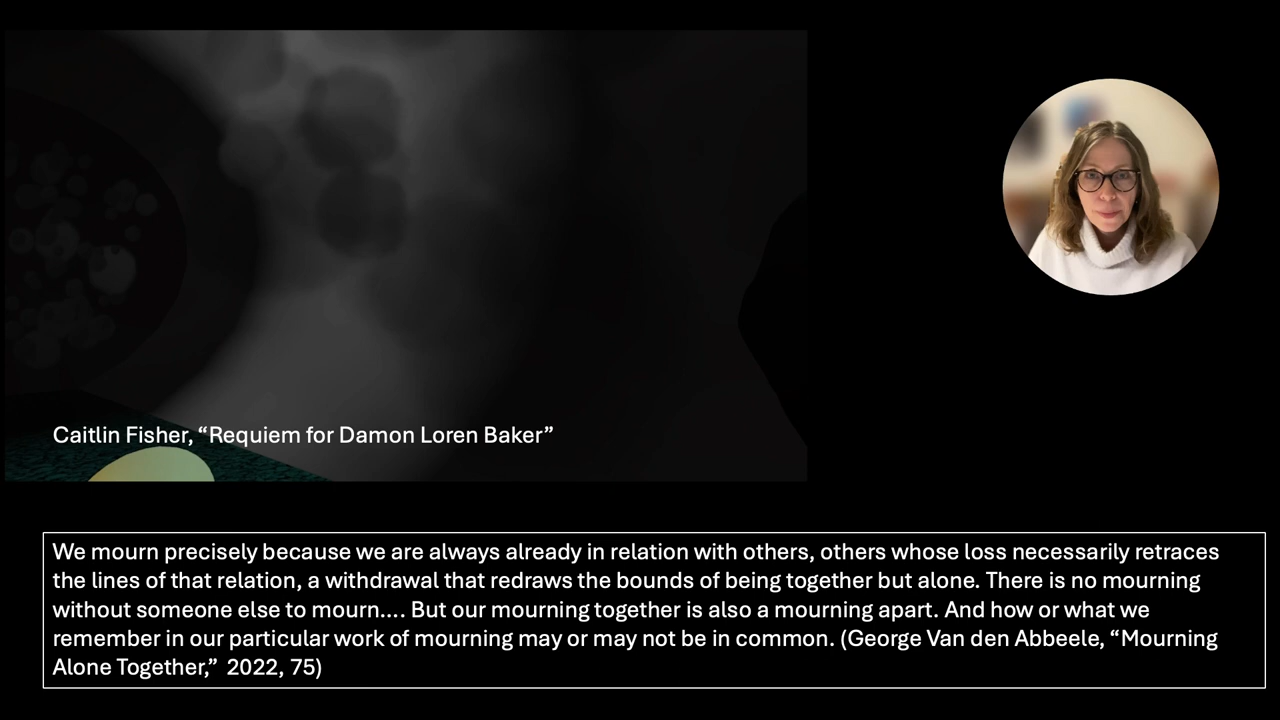 Caitlin Fisher, “Requiem for Damon Loren Baker”
We mourn precisely because we are always already in relation with others, others whose loss necessarily retraces
the lines of that relation, a withdrawal that redraws the bounds of being together but alone. There is no mourning
without someone else to mourn…. But our mourning together is also a mourning apart. And how or what we
remember in our particular work of mourning may or may not be in common. (George Van den Abbeele, “Mourning
Alone Together,”  2022, 75)